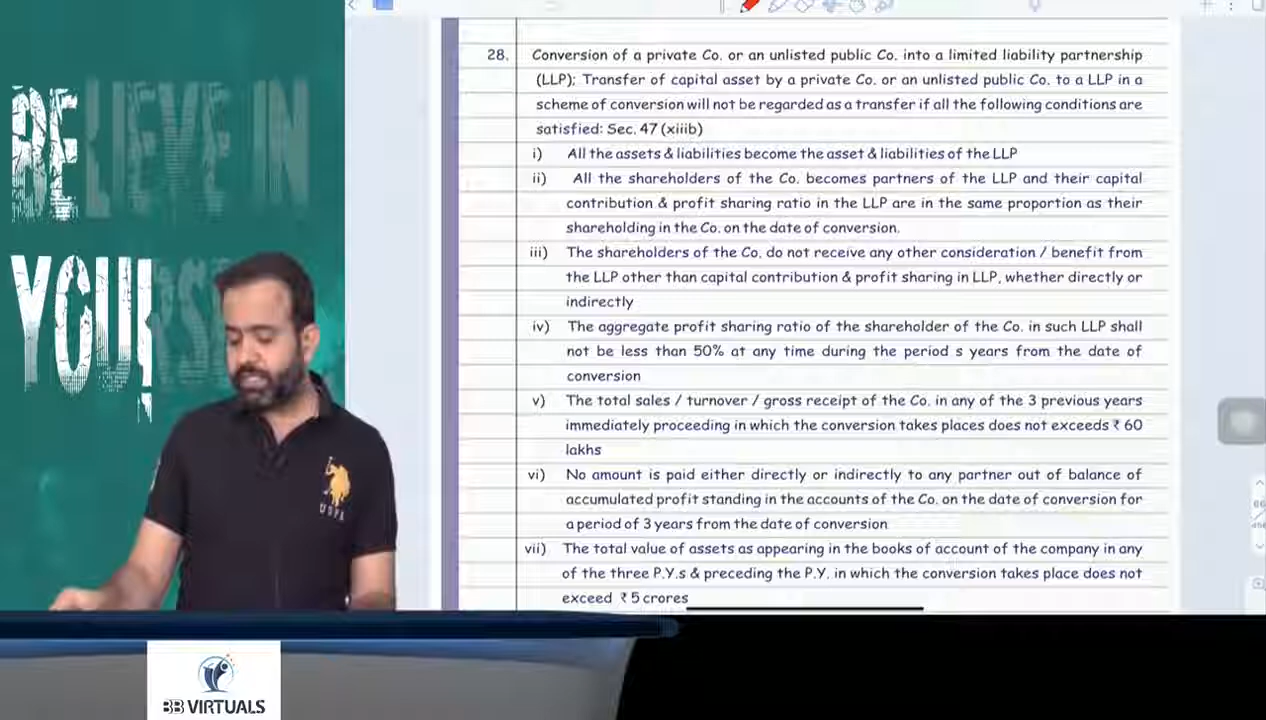 BELIEVE IN
YOU!RS
USPA
28. Conversion of a private Co. or an unlisted public Co. into a limited liability partnership
(LLP); Transfer of capital asset by a private Co. or an unlisted public Co. to a LLP in a
scheme of conversion will not be regarded as a transfer if all the following conditions are
satisfied: Sec. 47 (xiiib)
i) All the assets & liabilities become the asset & liabilities of the LLP
ii) All the shareholders of the Co. becomes partners of the LLP and their capital
contribution & profit sharing ratio in the LLP are in the same proportion as their
shareholding in the Co. on the date of conversion.
iii) The shareholders of the Co. do not receive any other consideration / benefit from
the LLP other than capital contribution & profit sharing in LLP, whether directly or
indirectly
iv) The aggregate profit sharing ratio of the shareholder of the Co. in such LLP shall
not be less than 50% at any time during the period s years from the date of
conversion
v) The total sales / turnover / gross receipt of the Co. in any of the 3 previous years
immediately proceeding in which the conversion takes places does not exceeds ₹ 60
lakhs
vi) No amount is paid either directly or indirectly to any partner out of balance of
accumulated profit standing in the accounts of the Co. on the date of conversion for
a period of 3 years from the date of conversion
vii) The total value of assets as appearing in the books of account of the company in any
of the three P.Y.s & preceding the P.Y. in which the conversion takes place does not
exceed ₹ 5 crores
BB VIRTUALS